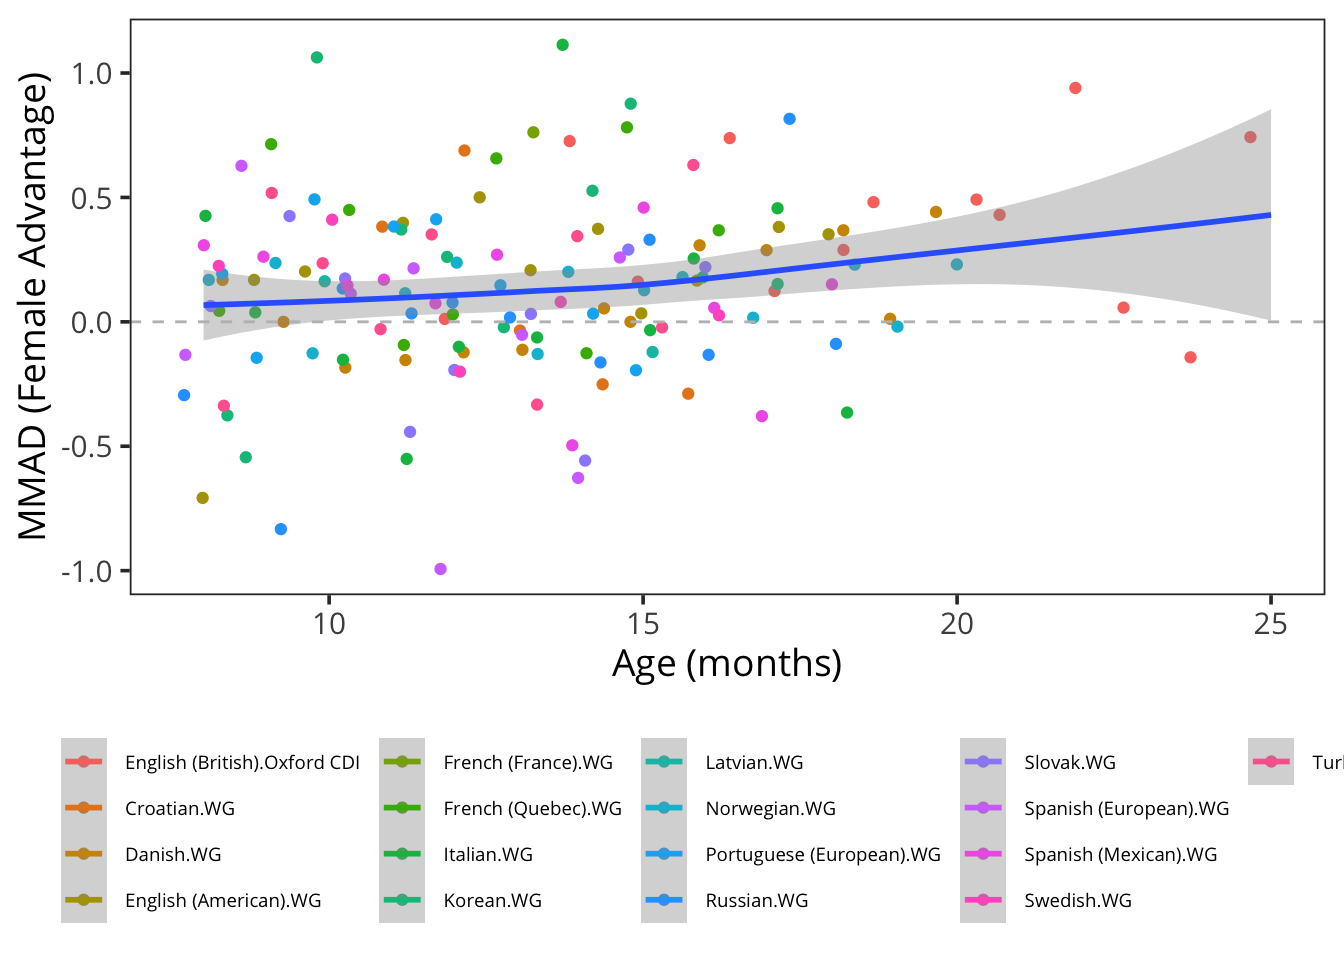 MMAD (Female Advantage)
1.0
0.5
0.0
-0.5
-1.0
10 15 20 25
Age (months)
English (British).Oxford CDI
Croatian.WG
Danish.WG
English (American).WG
French (France).WG
French (Quebec).WG
Italian.WG
Korean.WG
Latvian.WG
Norwegian.WG
Portuguese (European).WG
Russian.WG
Slovak.WG
Spanish (European).WG
Spanish (Mexican).WG
Swedish.WG